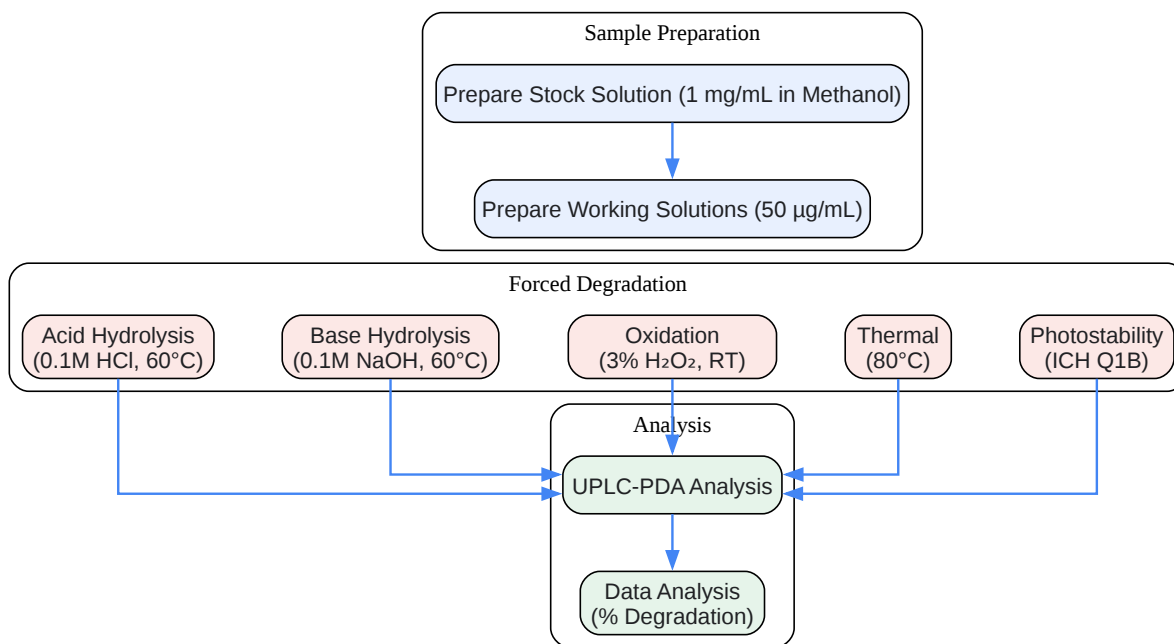 Sample Preparation
Prepare Stock Solution (1 mg/mL in Methanol)
Prepare Working Solutions (50 µg/mL)
Forced Degradation
Acid Hydrolysis
(0.1M HCl, 60°C)
Base Hydrolysis
(0.1M NaOH, 60°C)
Oxidation
(3% H₂O₂, RT)
Thermal
(80°C)
Photostability
(ICH Q1B)
Analysis
UPLC-PDA Analysis
Data Analysis
(% Degradation)